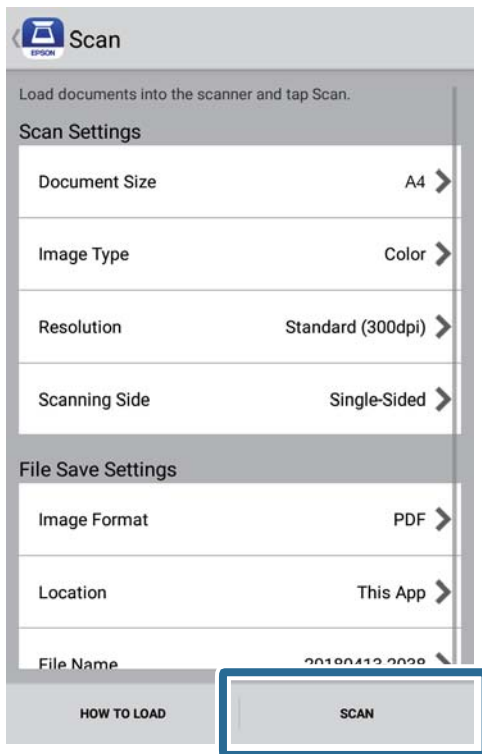 Scan
EPSON
Load documents into the scanner and tap Scan.
Scan Settings
Document Size A4
Image Type Color
Resolution Standard (300dpi)
Scanning Side Single-Sided
File Save Settings
Image Format PDF
Location This App
File Name
HOW TO LOAD SCAN